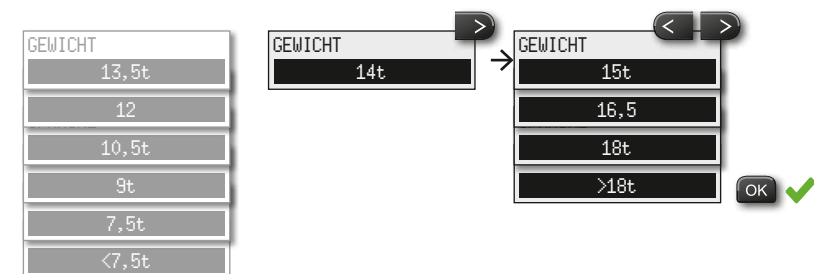 GEWICHT
13,5t
12
10,5t
9t
7,5t
<7,5t
>
GEWICHT
14t
< >
GEWICHT
15t
16,5
18t
>18t
OK